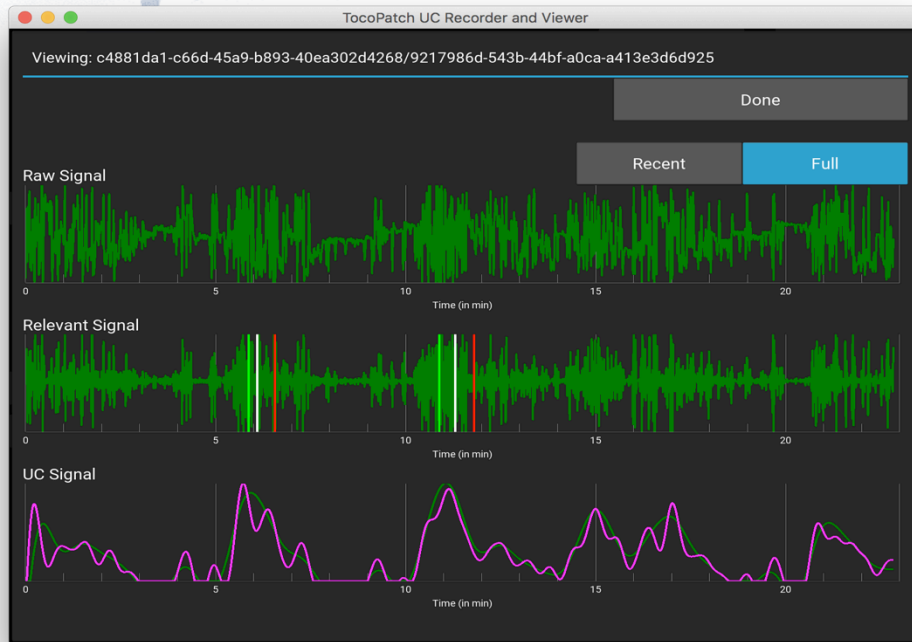 TocoPatch UC Recorder and Viewer
Viewing: c4881da1-c66d-45a9-b893-40ea302d4268/9217986d-543b-44bf-a0ca-a413e3d6d925
Done
Recent Full
Raw Signal
0 5 10 15 20
Time (in min)
Relevant Signal
0 5 10 15 20
Time (in min)
UC Signal
0 5 10 15 20
Time (in min)